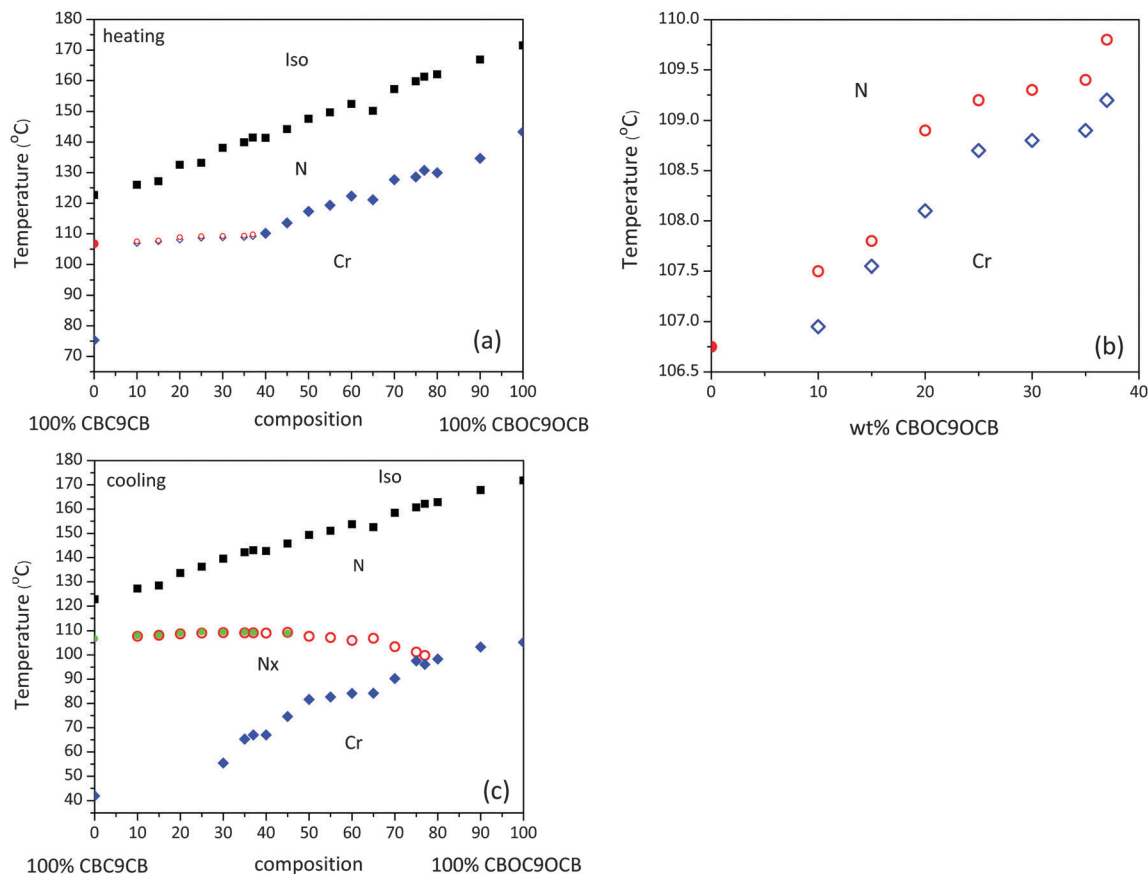 180
170
160
150
140
130
120
110
100
90
80
70
Temperature (°C)
heating
Iso
N
Cr
(a)
0 10 20 30 40 50 60 70 80 90 100
100% CBC9CB composition 100% CBOC9OCB
110.0
109.5
109.0
108.5
108.0
107.5
107.0
106.5
Temperature (°C)
N
Cr
(b)
0 10 20 30 40
wt% CBOC9OCB
180
170
160
150
140
130
120
110
100
90
80
70
60
50
40
Temperature (°C)
cooling
Iso
N
Nx
Cr
(c)
0 10 20 30 40 50 60 70 80 90 100
100% CBC9CB composition 100% CBOC9OCB